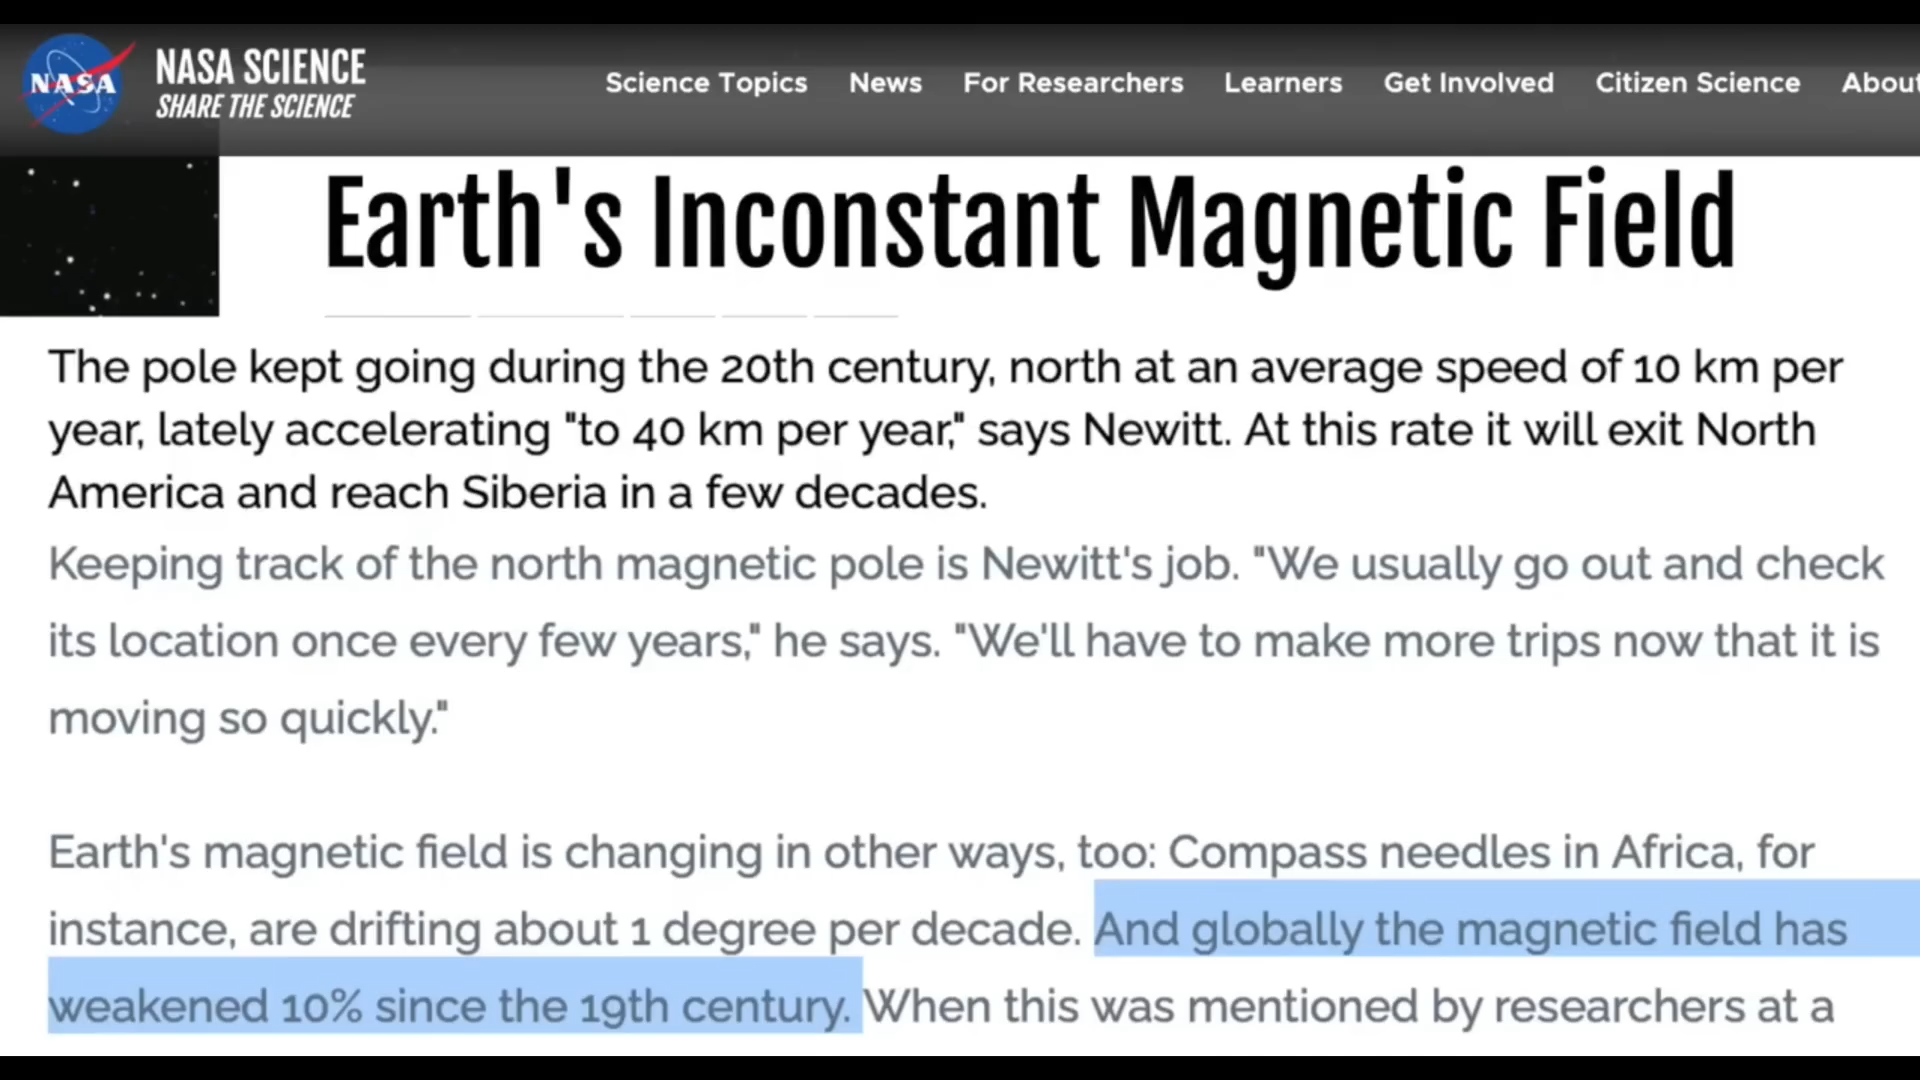 NASA
NASA SCIENCE
SHARE THE SCIENCE
Science Topics News For Researchers Learners Get Involved Citizen Science About
Earth's Inconstant Magnetic Field
The pole kept going during the 20th century, north at an average speed of 10 km per
year, lately accelerating "to 40 km per year," says Newitt. At this rate it will exit North
America and reach Siberia in a few decades.
Keeping track of the north magnetic pole is Newitt's job. "We usually go out and check
its location once every few years," he says. "We'll have to make more trips now that it is
moving so quickly."
Earth's magnetic field is changing in other ways, too: Compass needles in Africa, for
instance, are drifting about 1 degree per decade. And globally the magnetic field has
weakened 10% since the 19th century. When this was mentioned by researchers at a